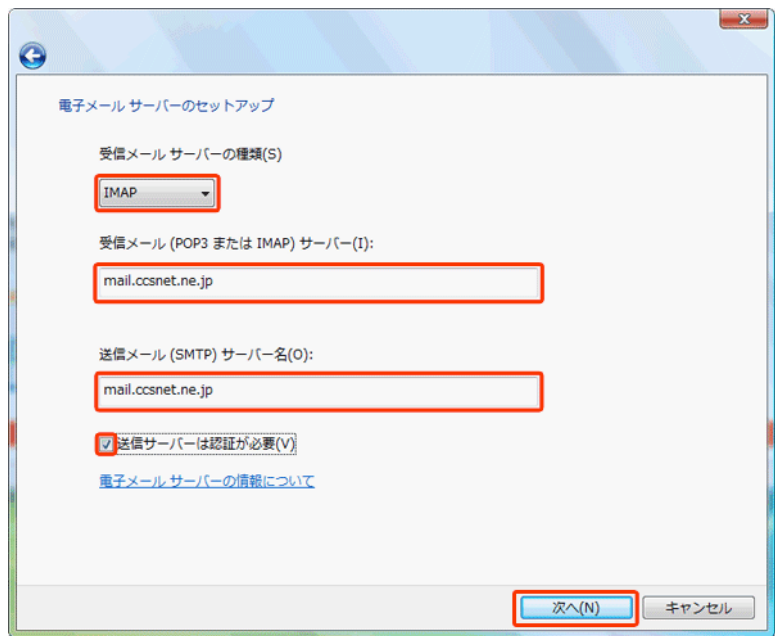 電子メール サーバーのセットアップ
受信メール サーバーの種類(S)
IMAP
受信メール (POP3 または IMAP) サーバー(I):
mail.ccsnet.ne.jp
送信メール (SMTP) サーバー名(O):
mail.ccsnet.ne.jp
送信サーバーは認証が必要(V)
電子メール サーバーの情報について
次へ(N) キャンセル